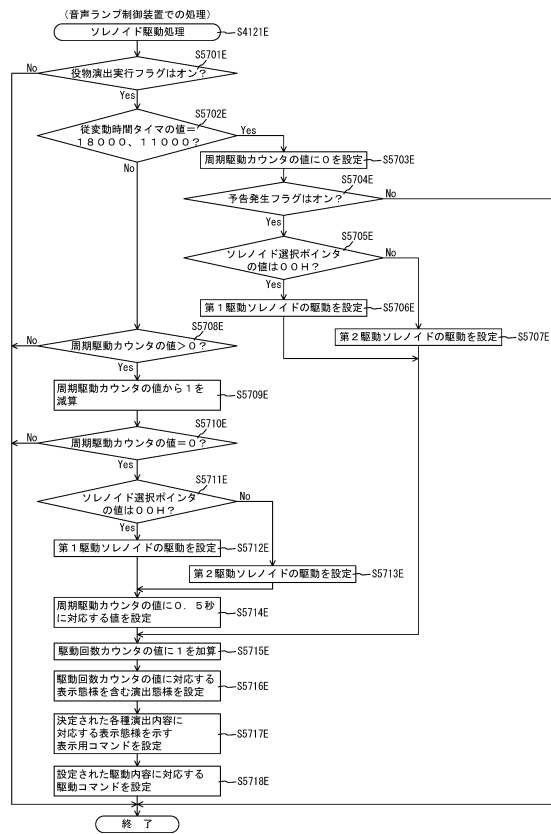 (音声ランプ制御装置での処理)
ソレノイド駆動処理
S4121E
S5701E
役物演出実行フラグはオン？
No
Yes
S5702E
従変動時間タイマの値＝
１８０００、１１０００？
Yes
No
周期駆動カウンタの値に０を設定
S5703E
S5704E
予告発生フラグはオン？
No
Yes
S5705E
ソレノイド選択ポインタ
の値は００Ｈ？
No
Yes
第１駆動ソレノイドの駆動を設定
S5706E
第２駆動ソレノイドの駆動を設定
S5707E
S5708E
周期駆動カウンタの値＞０？
No
Yes
周期駆動カウンタの値から１を
減算
S5709E
S5710E
周期駆動カウンタの値＝０？
No
Yes
S5711E
ソレノイド選択ポインタ
の値は００Ｈ？
No
Yes
第１駆動ソレノイドの駆動を設定
S5712E
第２駆動ソレノイドの駆動を設定
S5713E
周期駆動カウンタの値に０．５秒
に対応する値を設定
S5714E
駆動回数カウンタの値に１を加算
S5715E
駆動回数カウンタの値に対応する
表示態様を含む演出態様を設定
S5716E
決定された各種演出内容に
対応する表示態様を示す
表示用コマンドを設定
S5717E
設定された駆動内容に対応する
駆動コマンドを設定
S5718E
終 了